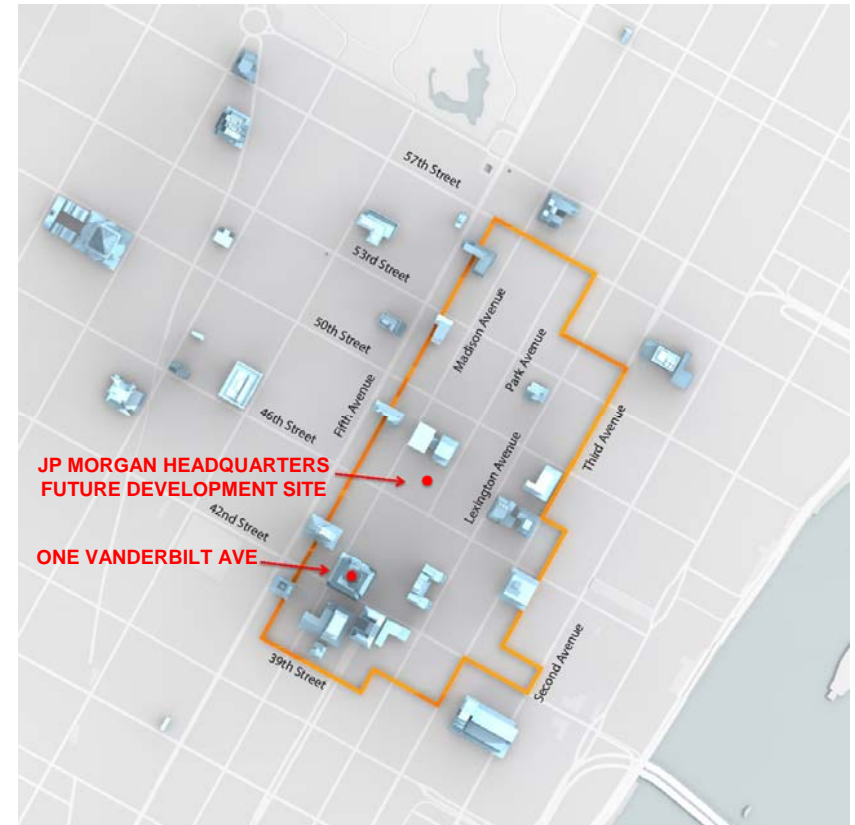 57th Street
53rd Street
50th Street
Madison Avenue
Park Avenue
Fifth Avenue
46th Street
Third Avenue
Lexington Avenue
JP MORGAN HEADQUARTERS
FUTURE DEVELOPMENT SITE
42nd Street
ONE VANDERBILT AVE
39th Street
Second Avenue